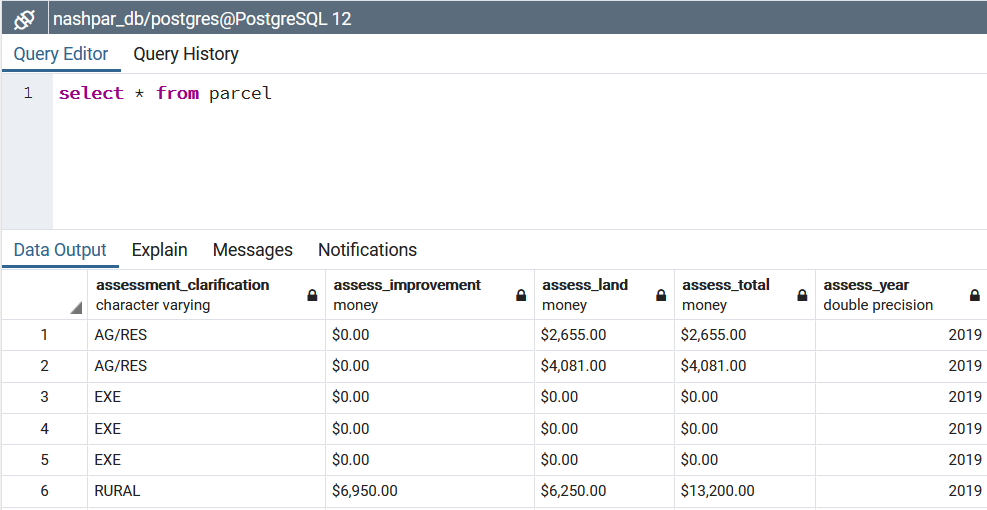 nashpar_db/postgres@PostgreSQL 12
Query Editor Query History
1 select * from parcel
Data Output Explain Messages Notifications
assessment_clarification assess_improvement assess_land assess_total assess_year
character varying money money money double precision
1 AG/RES $0.00 $2,655.00 $2,655.00 2019
2 AG/RES $0.00 $4,081.00 $4,081.00 2019
3 EXE $0.00 $0.00 $0.00 2019
4 EXE $0.00 $0.00 $0.00 2019
5 EXE $0.00 $0.00 $0.00 2019
6 RURAL $6,950.00 $6,250.00 $13,200.00 2019